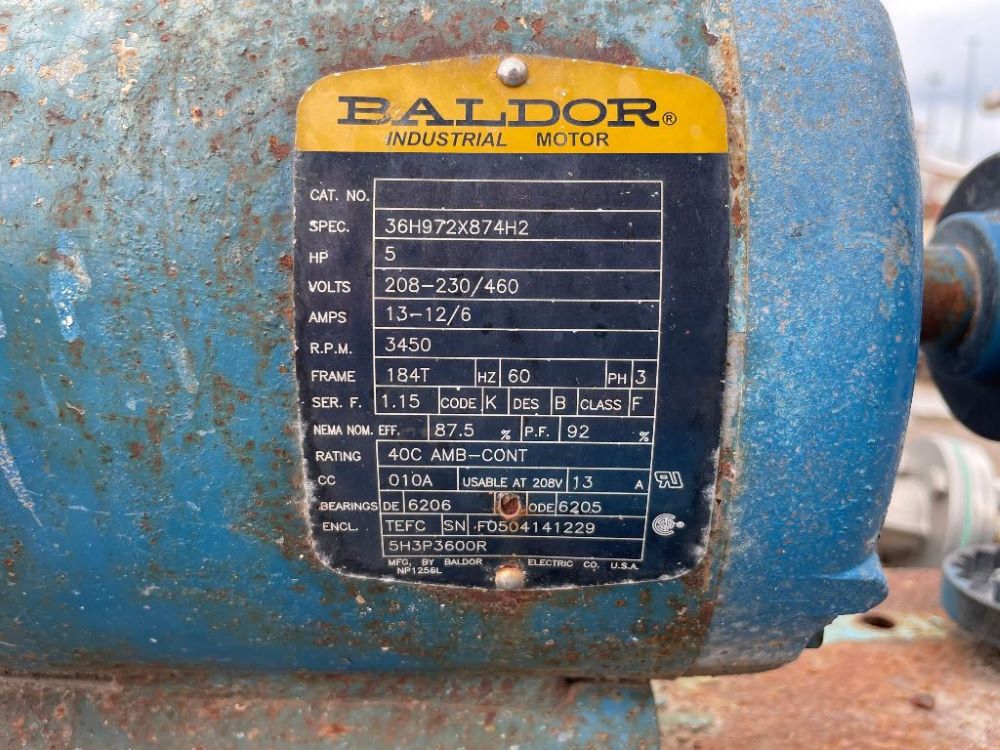 BALDOR®
INDUSTRIAL MOTOR
CAT. NO.
SPEC. 36H972X874H2
HP 5
VOLTS 208-230/460
AMPS 13-12/6
R.P.M. 3450
FRAME 184T HZ 60 PH 3
SER. F. 1.15 CODE K DES B CLASS F
NEMA NOM. EFF. 87.5 % P.F. 92 %
RATING 40C AMB-CONT
CC 010A USABLE AT 208V 13 A
BEARINGS DE 6206 ODE 6205
ENCL. TEFC SN F0504141229
5H3P3600R
MFG. BY BALDOR ELECTRIC CO. U.S.A.
NP1256L